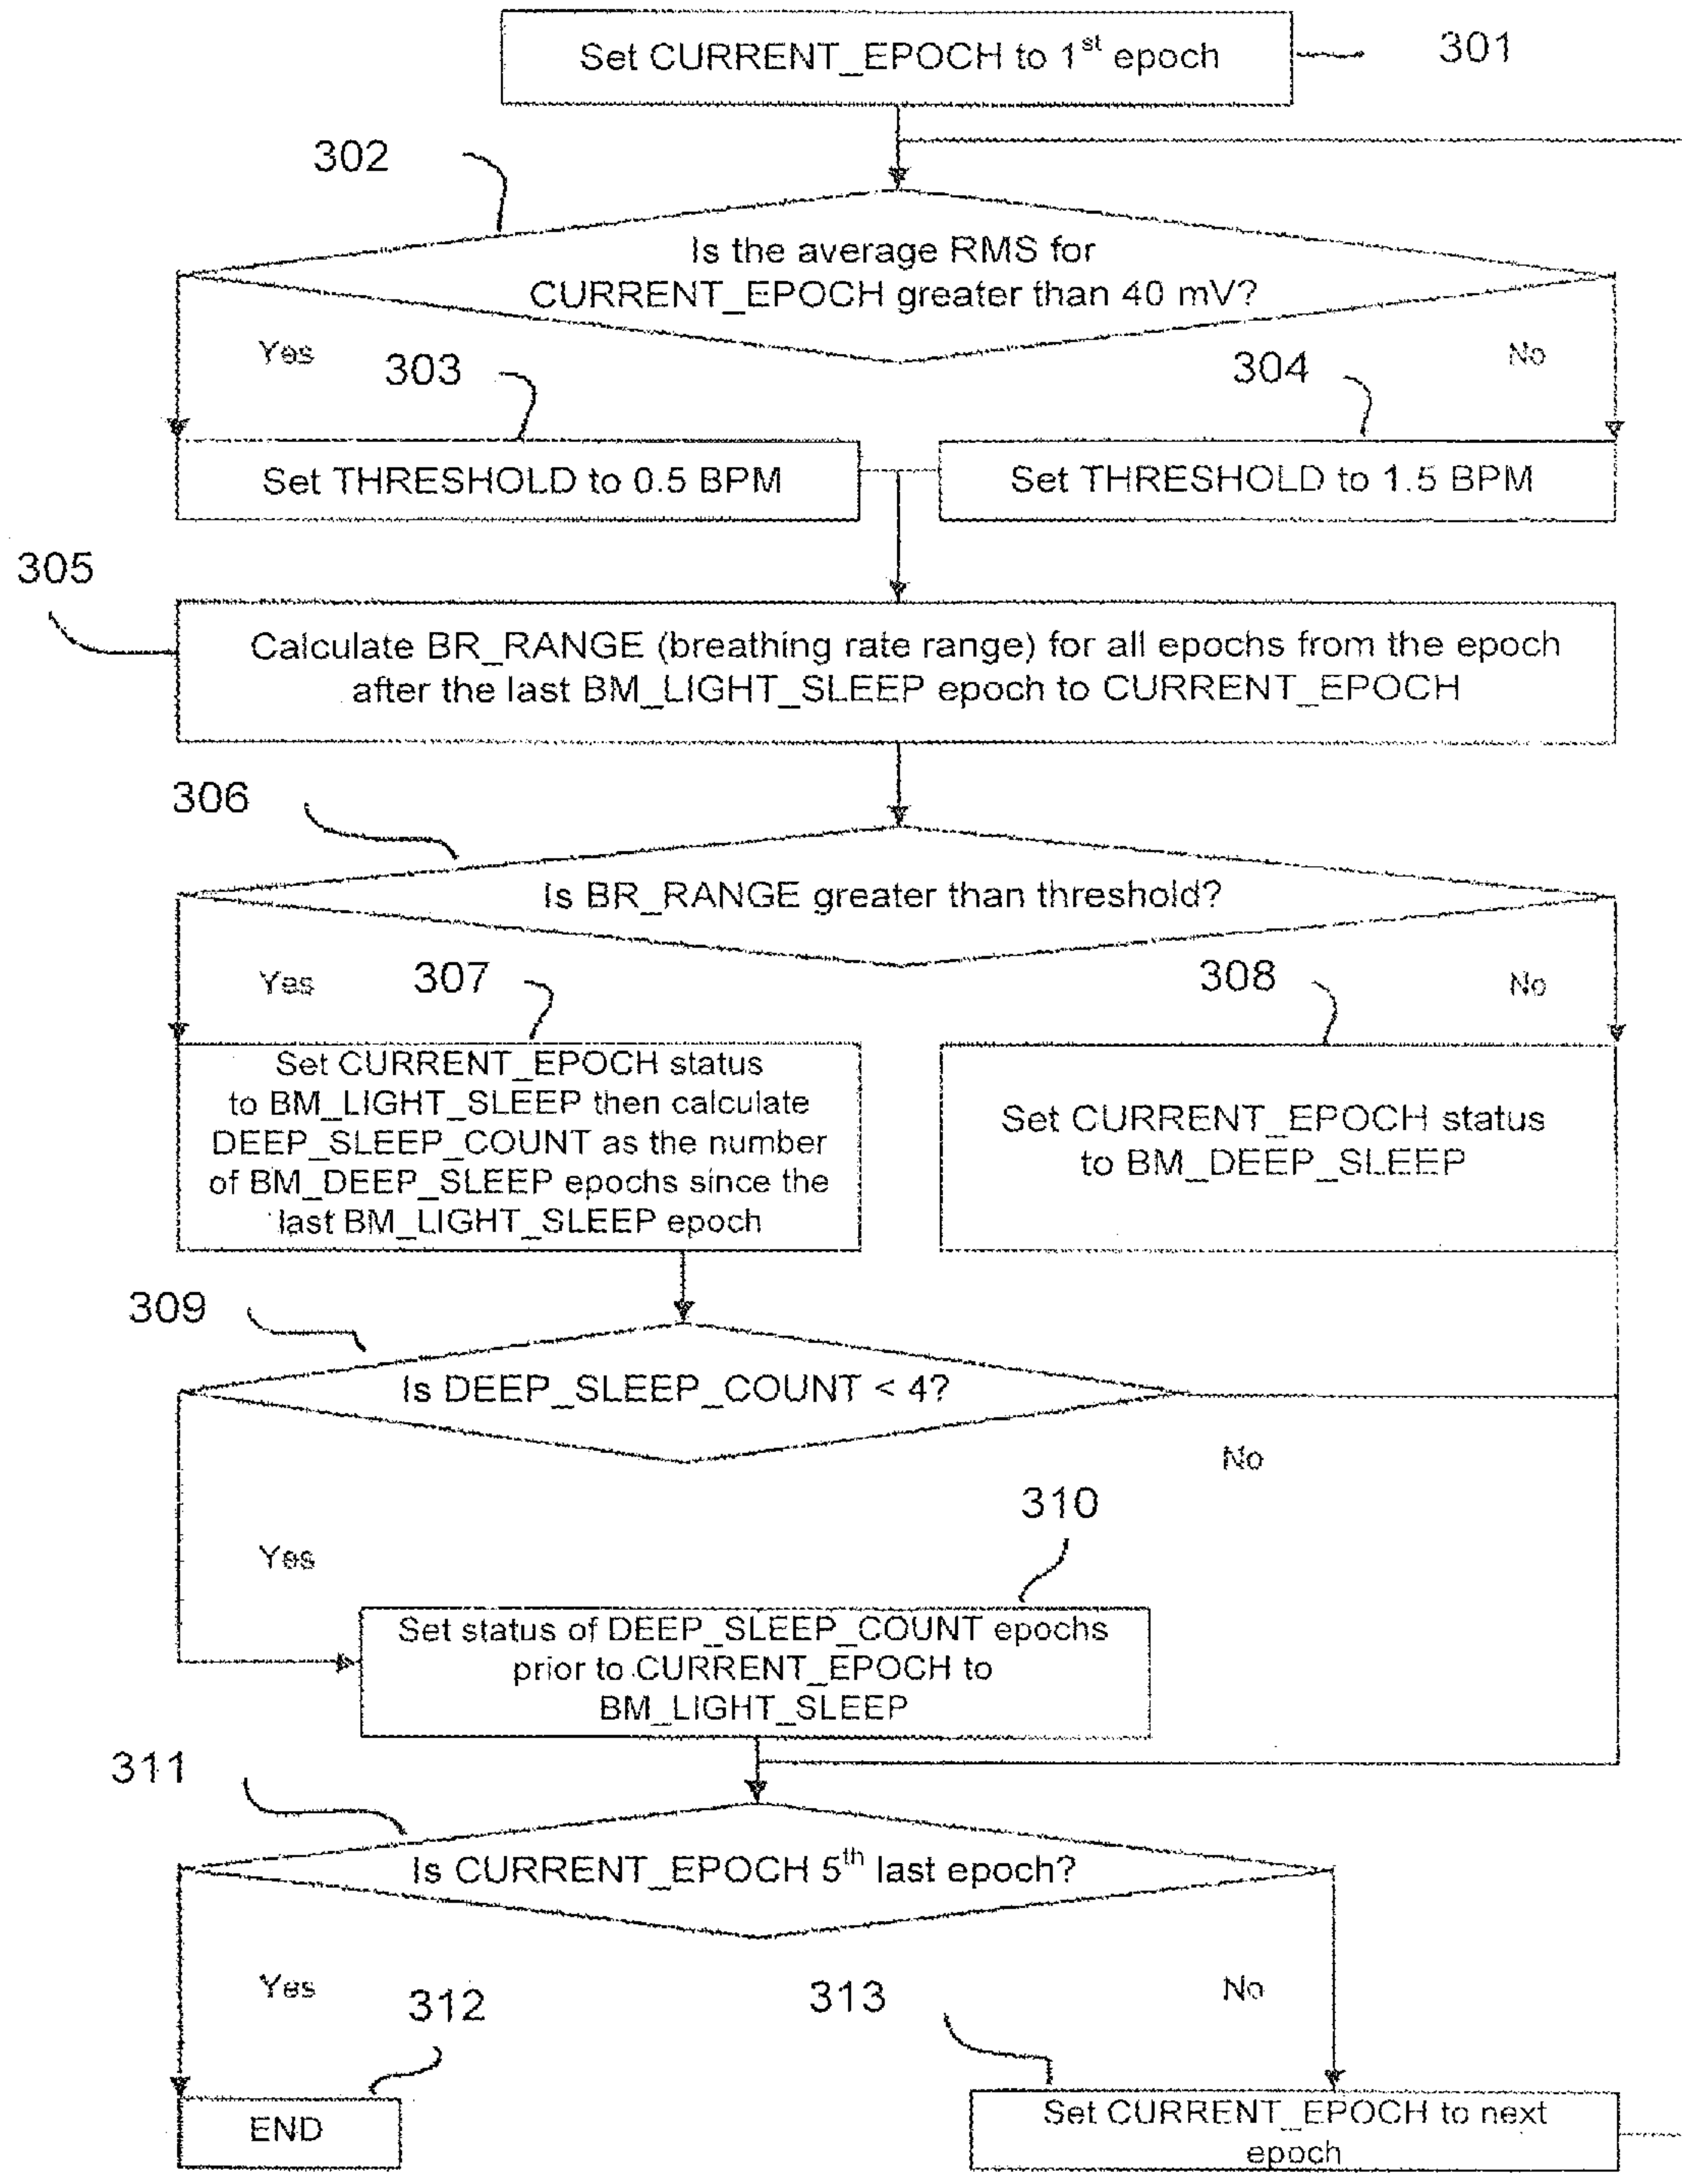 Set CURRENT_EPOCH to 1st epoch
301
302
Is the average RMS for
CURRENT_EPOCH greater than 40 mV?
Yes
303
304
No
Set THRESHOLD to 0.5 BPM
Set THRESHOLD to 1.5 BPM
305
Calculate BR_RANGE (breathing rate range) for all epochs from the epoch
after the last BM_LIGHT_SLEEP epoch to CURRENT_EPOCH
306
Is BR_RANGE greater than threshold?
Yes
307
308
No
Set CURRENT_EPOCH status
to BM_LIGHT_SLEEP then calculate
DEEP_SLEEP_COUNT as the number
of BM_DEEP_SLEEP epochs since the
last BM_LIGHT_SLEEP epoch
Set CURRENT_EPOCH status
to BM_DEEP_SLEEP
309
Is DEEP_SLEEP_COUNT < 4?
No
310
Yes
Set status of DEEP_SLEEP_COUNT epochs
prior to CURRENT_EPOCH to
BM_LIGHT_SLEEP
311
Is CURRENT_EPOCH 5th last epoch?
Yes
312
313
No
END
Set CURRENT_EPOCH to next
epoch